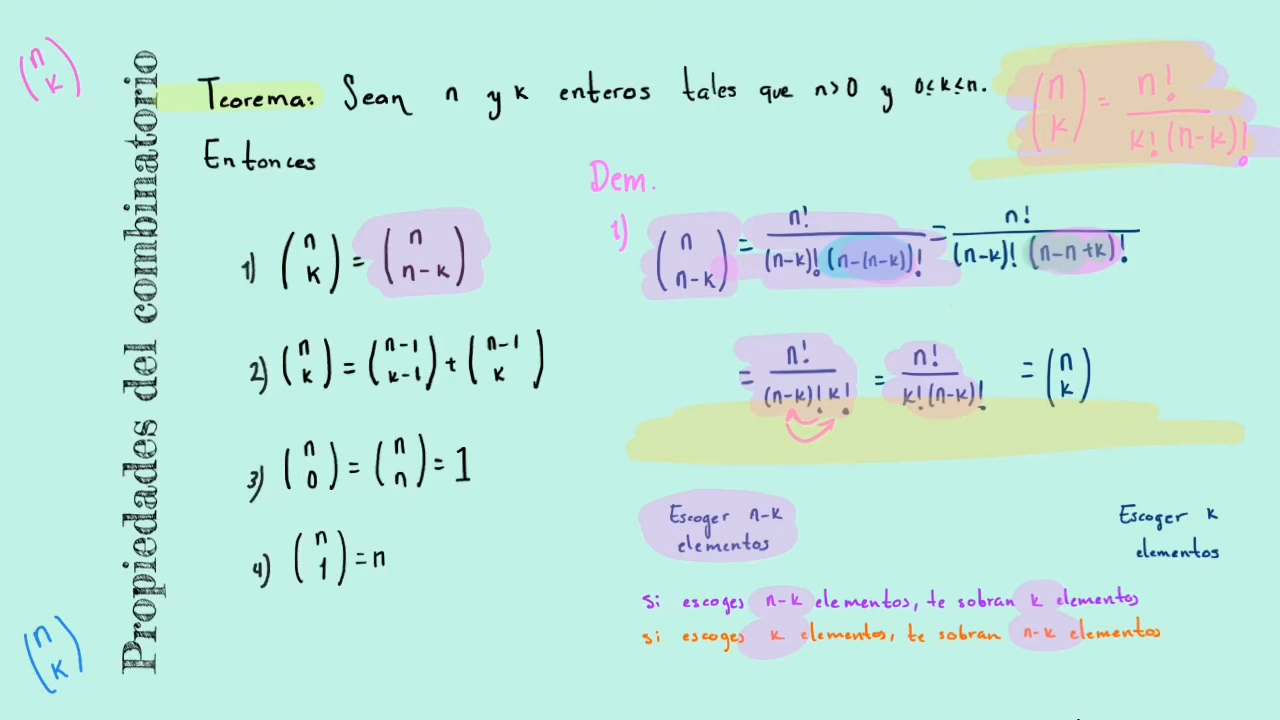 Propiedades del combinatorio
(n k)
(n k)
Teorema: Sean n y k enteros tales que n>0 y 0≤k≤n.
Entonces
1) (n k) = (n n-k)
2) (n k) = (n-1 k-1) + (n-1 k)
3) (n 0) = (n n) = 1
4) (n 1) = n
(n k) = n! / k!(n-k)!
Dem.
1) (n n-k) = n! / (n-k)!(n-(n-k))! = n! / (n-k)!(n-n+k)!
= n! / (n-k)!k! = n! / k!(n-k)! = (n k)
Escoger n-k
elementos
Escoger k
elementos
si escoges n-k elementos, te sobran k elementos
si escoges k elementos, te sobran n-k elementos